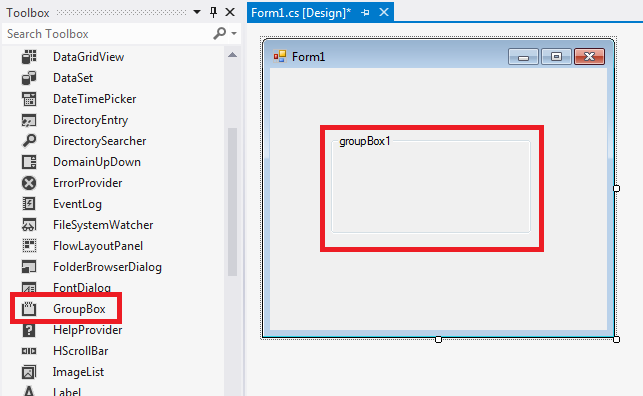 Toolbox
Search Toolbox
DataGridView
DataSet
DateTimePicker
DirectoryEntry
DirectorySearcher
DomainUpDown
ErrorProvider
EventLog
FileSystemWatcher
FlowLayoutPanel
FolderBrowserDialog
FontDialog
GroupBox
HelpProvider
HScrollBar
ImageList
Label
Form1.cs [Design]*
Form1
groupBox1